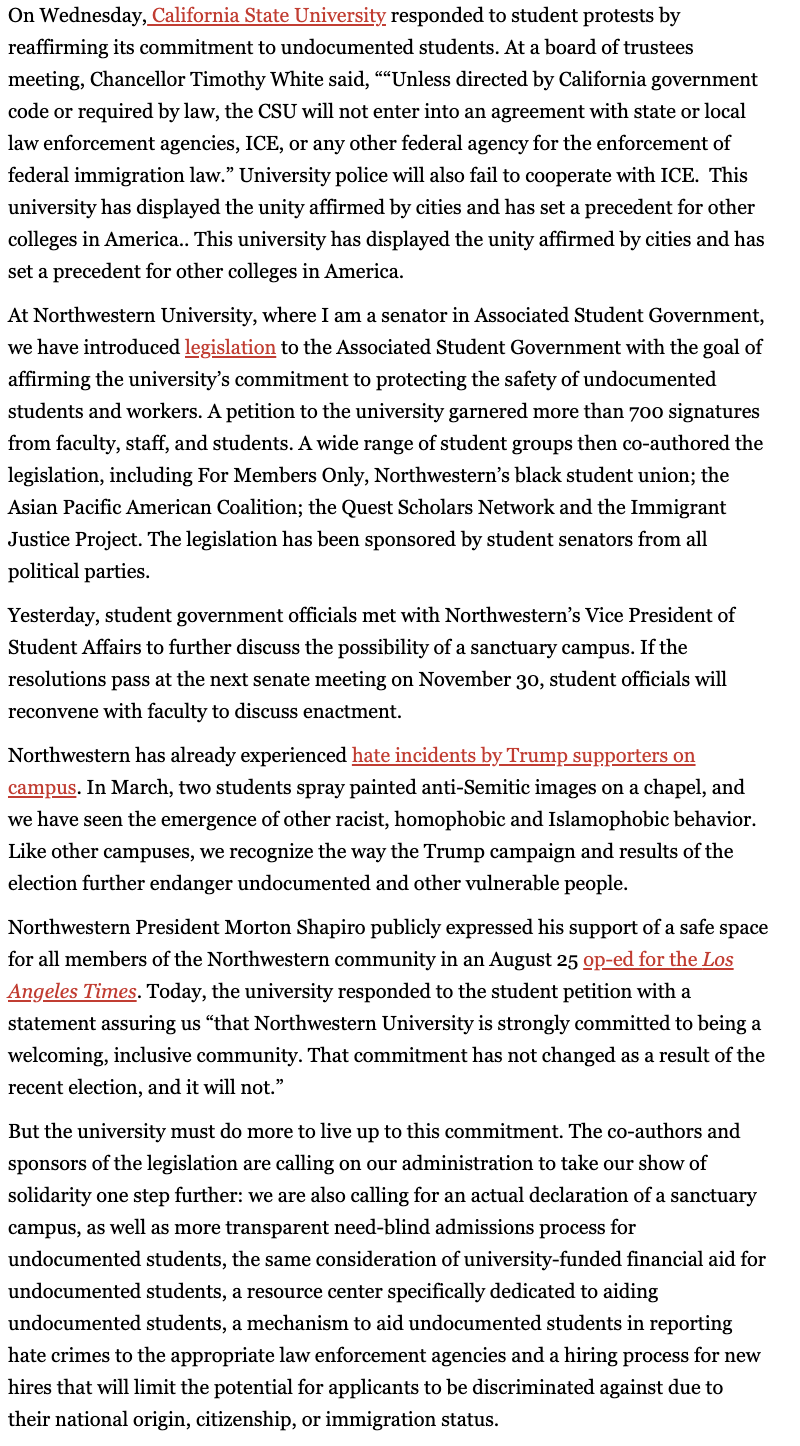 On Wednesday, California State University responded to student protests by
reaffirming its commitment to undocumented students. At a board of trustees
meeting, Chancellor Timothy White said, ““Unless directed by California government
code or required by law, the CSU will not enter into an agreement with state or local
law enforcement agencies, ICE, or any other federal agency for the enforcement of
federal immigration law.” University police will also fail to cooperate with ICE.  This
university has displayed the unity affirmed by cities and has set a precedent for other
colleges in America.. This university has displayed the unity affirmed by cities and has
set a precedent for other colleges in America.
At Northwestern University, where I am a senator in Associated Student Government,
we have introduced legislation to the Associated Student Government with the goal of
affirming the university’s commitment to protecting the safety of undocumented
students and workers. A petition to the university garnered more than 700 signatures
from faculty, staff, and students. A wide range of student groups then co-authored the
legislation, including For Members Only, Northwestern’s black student union; the
Asian Pacific American Coalition; the Quest Scholars Network and the Immigrant
Justice Project. The legislation has been sponsored by student senators from all
political parties.
Yesterday, student government officials met with Northwestern’s Vice President of
Student Affairs to further discuss the possibility of a sanctuary campus. If the
resolutions pass at the next senate meeting on November 30, student officials will
reconvene with faculty to discuss enactment.
Northwestern has already experienced hate incidents by Trump supporters on
campus. In March, two students spray painted anti-Semitic images on a chapel, and
we have seen the emergence of other racist, homophobic and Islamophobic behavior.
Like other campuses, we recognize the way the Trump campaign and results of the
election further endanger undocumented and other vulnerable people.
Northwestern President Morton Shapiro publicly expressed his support of a safe space
for all members of the Northwestern community in an August 25 op-ed for the Los
Angeles Times. Today, the university responded to the student petition with a
statement assuring us “that Northwestern University is strongly committed to being a
welcoming, inclusive community. That commitment has not changed as a result of the
recent election, and it will not.”
But the university must do more to live up to this commitment. The co-authors and
sponsors of the legislation are calling on our administration to take our show of
solidarity one step further: we are also calling for an actual declaration of a sanctuary
campus, as well as more transparent need-blind admissions process for
undocumented students, the same consideration of university-funded financial aid for
undocumented students, a resource center specifically dedicated to aiding
undocumented students, a mechanism to aid undocumented students in reporting
hate crimes to the appropriate law enforcement agencies and a hiring process for new
hires that will limit the potential for applicants to be discriminated against due to
their national origin, citizenship, or immigration status.